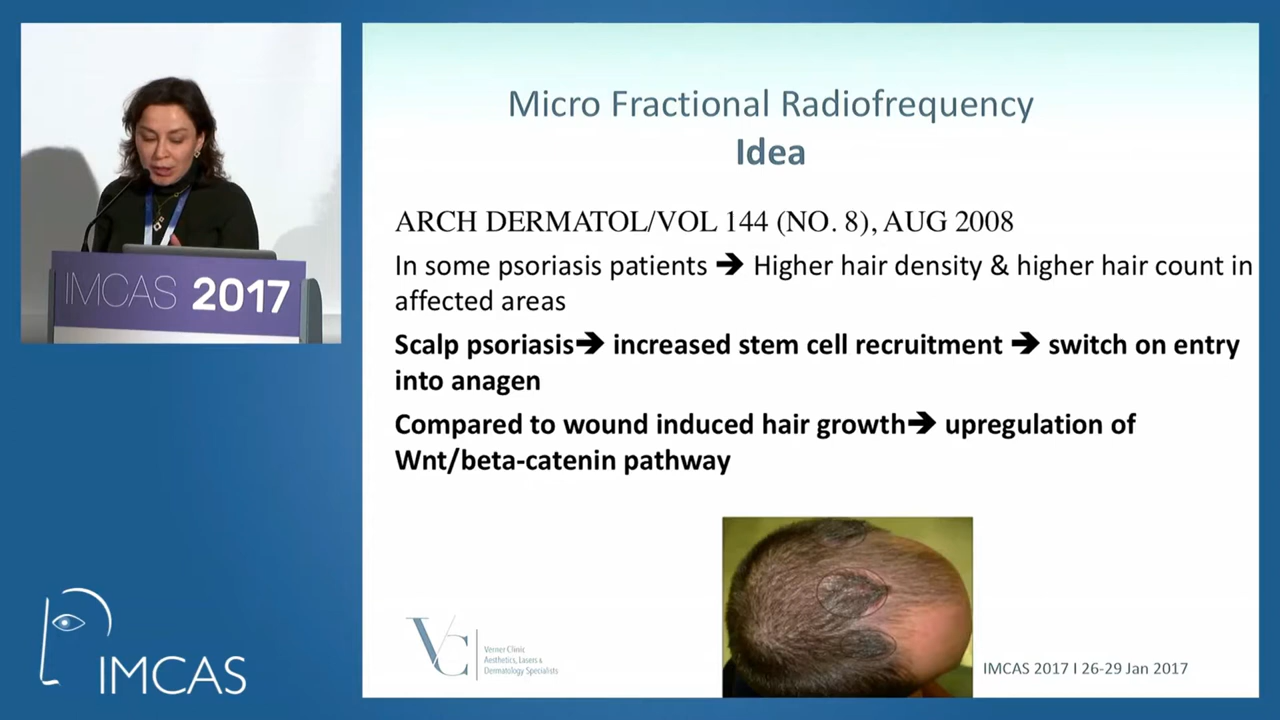 IMCAS 2017
Micro Fractional Radiofrequency
Idea
ARCH DERMATOL/VOL 144 (NO. 8), AUG 2008
In some psoriasis patients ➔ Higher hair density & higher hair count in
affected areas
Scalp psoriasis➔ increased stem cell recruitment ➔ switch on entry
into anagen
Compared to wound induced hair growth➔ upregulation of
Wnt/beta-catenin pathway
VC
Verner Clinic
Aesthetics, Lasers &
Dermatology Specialists
IMCAS 2017 I 26-29 Jan 2017
IMCAS